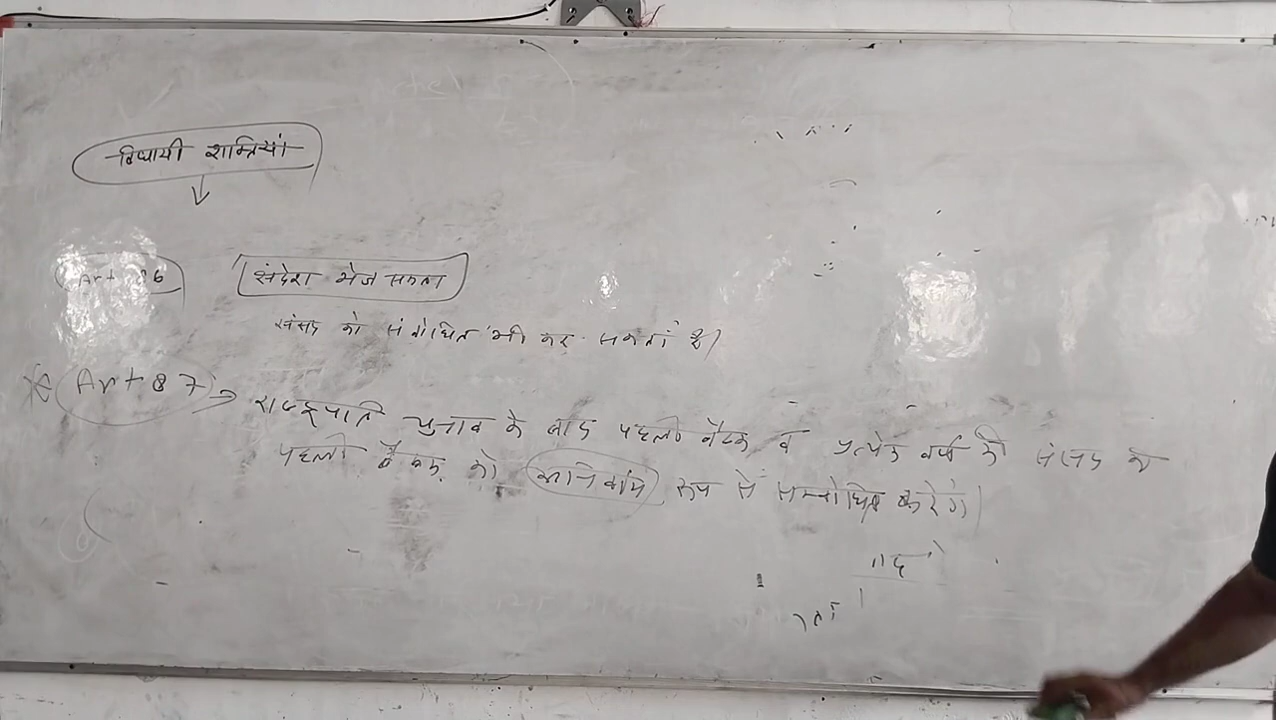 विधायी शक्तियां
Art 86 संदेश भेज सकता
संसद को संबोधित भी कर सकता है।
Art 87 → राष्ट्रपति चुनाव के बाद पहली बैठक व प्रत्येक वर्ष की संसद के
पहली बैठक को अनिवार्य रूप से सम्बोधित करेंगे।